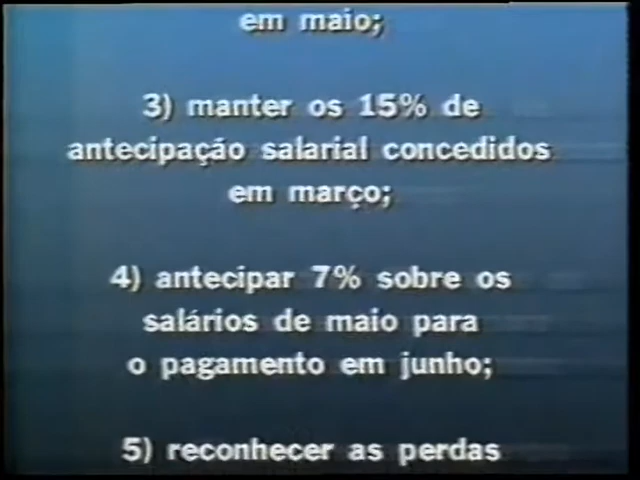 em maio;
3) manter os 15% de
antecipação salarial concedidos
em março;
4) antecipar 7% sobre os
salários de maio para
o pagamento em junho;
5) reconhecer as perdas